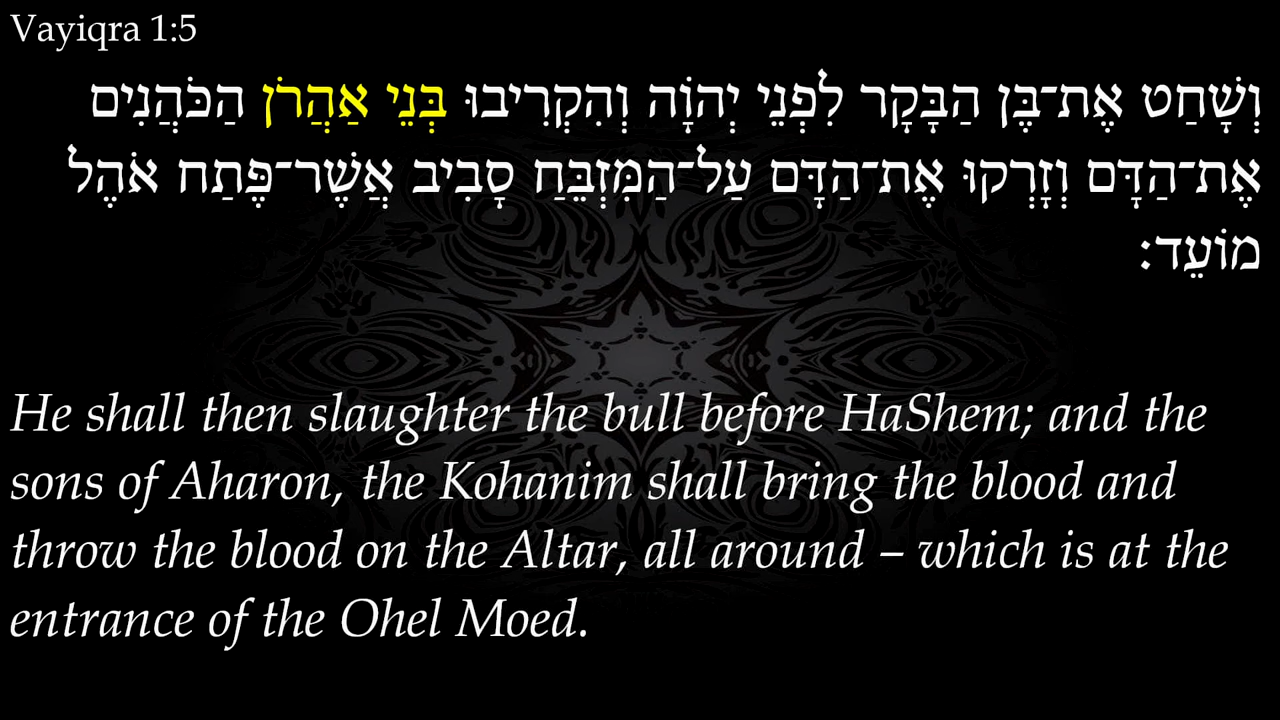 Vayiqra 1:5
וְשָׁחַט אֶת־בֶּן הַבָּקָר לִפְנֵי יְהוָֹה וְהִקְרִיבוּ בְּנֵי אַהֲרֹן הַכֹּהֲנִים
אֶת־הַדָּם וְזָרְקוּ אֶת־הַדָּם עַל־הַמִּזְבֵּחַ סָבִיב אֲשֶׁר־פֶּתַח אֹהֶל
מוֹעֵד׃
He shall then slaughter the bull before HaShem; and the
sons of Aharon, the Kohanim shall bring the blood and
throw the blood on the Altar, all around – which is at the
entrance of the Ohel Moed.